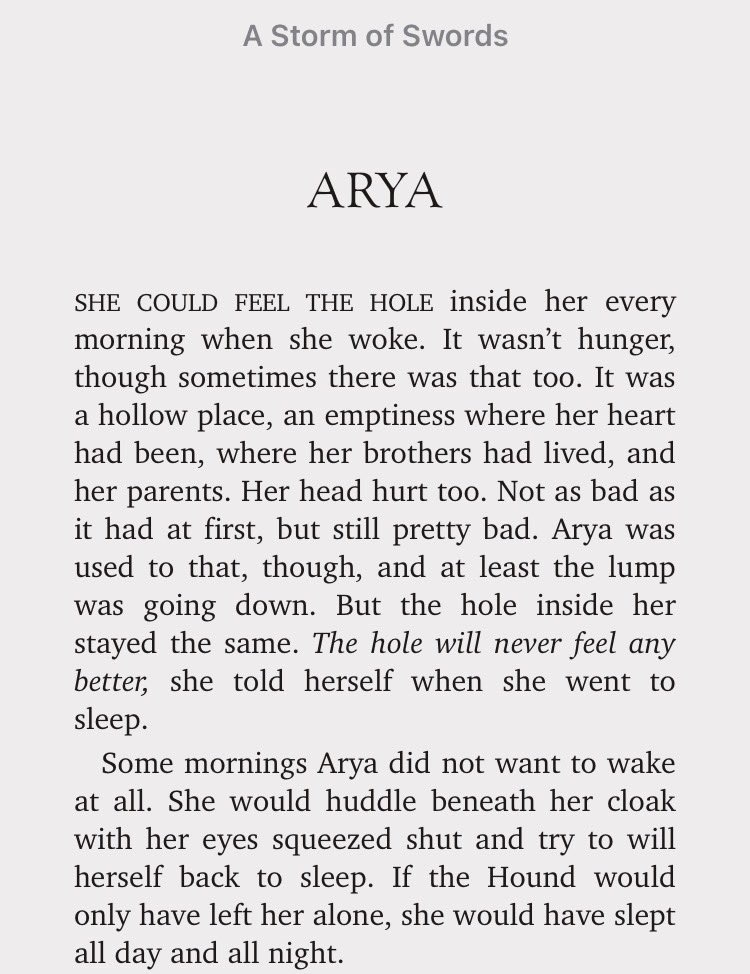 A Storm of Swords
ARYA
SHE COULD FEEL THE HOLE inside her every
morning when she woke. It wasn’t hunger,
though sometimes there was that too. It was
a hollow place, an emptiness where her heart
had been, where her brothers had lived, and
her parents. Her head hurt too. Not as bad as
it had at first, but still pretty bad. Arya was
used to that, though, and at least the lump
was going down. But the hole inside her
stayed the same. The hole will never feel any
better, she told herself when she went to
sleep.
Some mornings Arya did not want to wake
at all. She would huddle beneath her cloak
with her eyes squeezed shut and try to will
herself back to sleep. If the Hound would
only have left her alone, she would have slept
all day and all night.